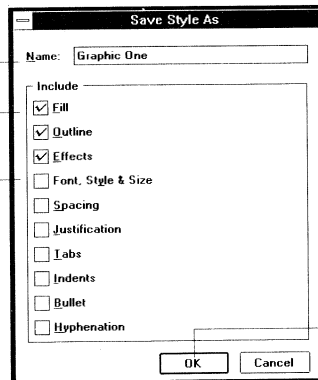 Save Style As
Name: Graphic One
Include
Fill
Outline
Effects
Font, Style & Size
Spacing
Justification
Tabs
Indents
Bullet
Hyphenation
OK Cancel